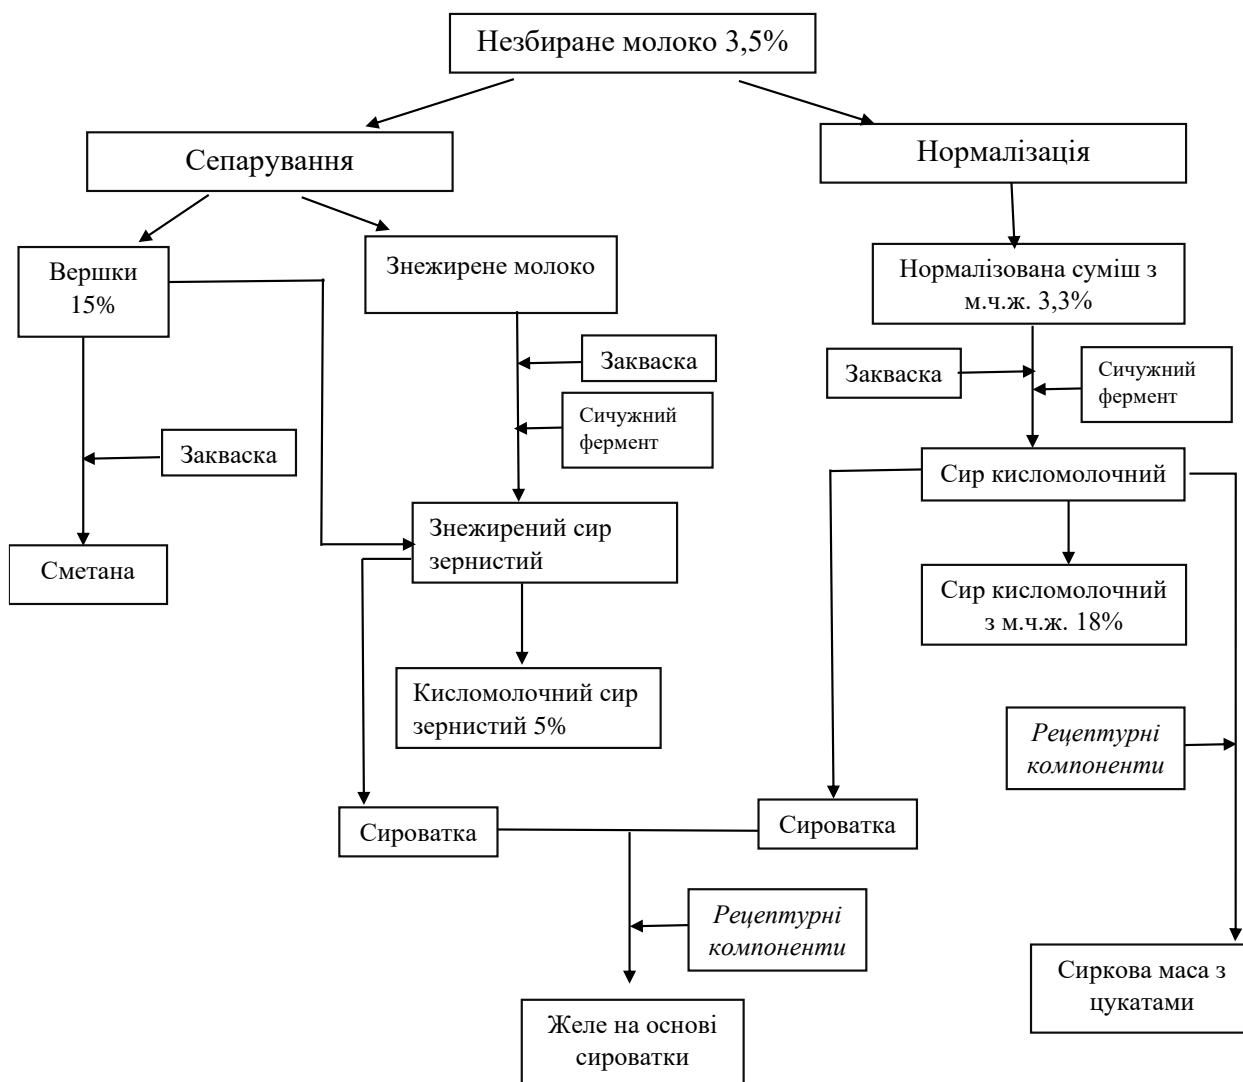 Незбиране молоко 3,5%
Сепарування
Нормалізація
Вершки
15%
Знежирене молоко
Нормалізована суміш з
м.ч.ж. 3,3%
Закваска
Закваска
Сичужний
фермент
Сичужний
фермент
Закваска
Сир кисломолочний
Знежирений сир
зернистий
Сметана
Сир кисломолочний
з м.ч.ж. 18%
Кисломолочний сир
зернистий 5%
Рецептурні
компоненти
Сироватка
Сироватка
Рецептурні
компоненти
Сиркова маса з
цукатами
Желе на основі
сироватки